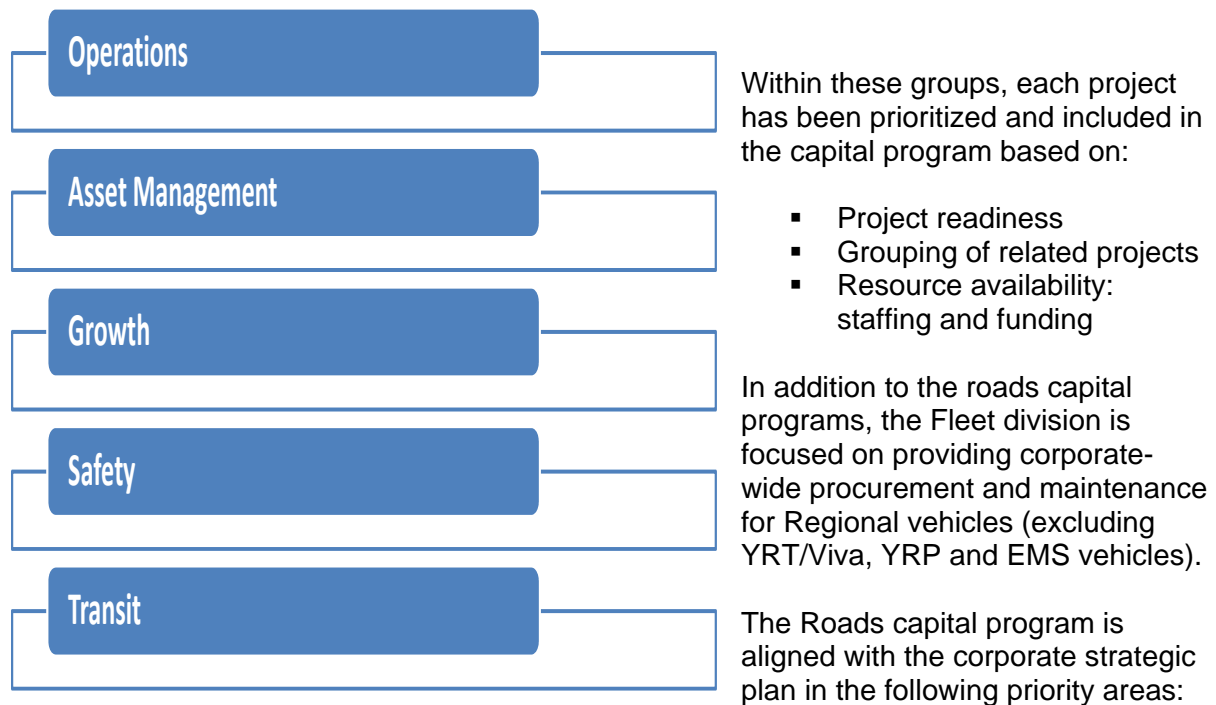 Operations
Asset Management
Growth
Safety
Transit
Within these groups, each project
has been prioritized and included in
the capital program based on:
▪ Project readiness
▪ Grouping of related projects
▪ Resource availability:
staffing and funding
In addition to the roads capital
programs, the Fleet division is
focused on providing corporate-
wide procurement and maintenance
for Regional vehicles (excluding
YRT/Viva, YRP and EMS vehicles).
The Roads capital program is
aligned with the corporate strategic
plan in the following priority areas: